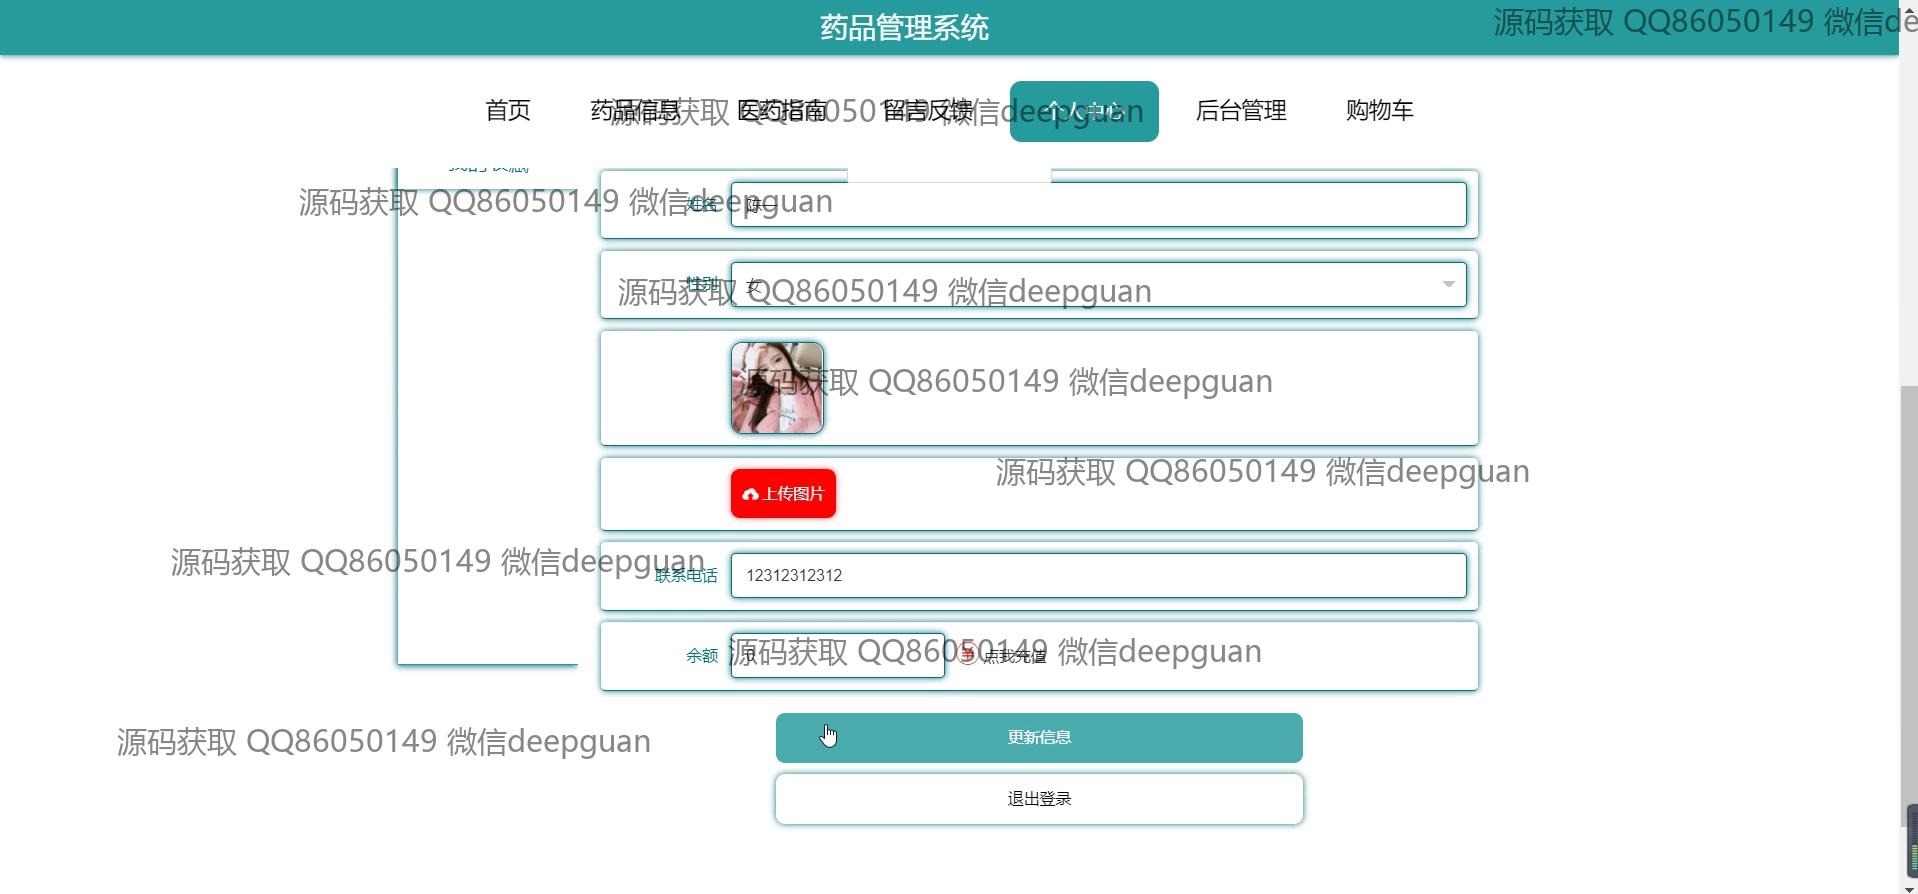 药品管理系统
源码获取 QQ86050149 微信de
首页 药品信息 医药指南 留言反馈 个人中心 后台管理 购物车
源码获取 QQ86050149 微信deepguan
我的收藏
源码获取 QQ86050149 微信deepguan
姓名 陈一
性别 女
源码获取 QQ86050149 微信deepguan
源码获取 QQ86050149 微信deepguan
源码获取 QQ86050149 微信deepguan
上传图片
源码获取 QQ86050149 微信deepguan
联系电话 12312312312
源码获取 QQ86050149 微信deepguan
余额 0 点我充值
更新信息
源码获取 QQ86050149 微信deepguan
退出登录